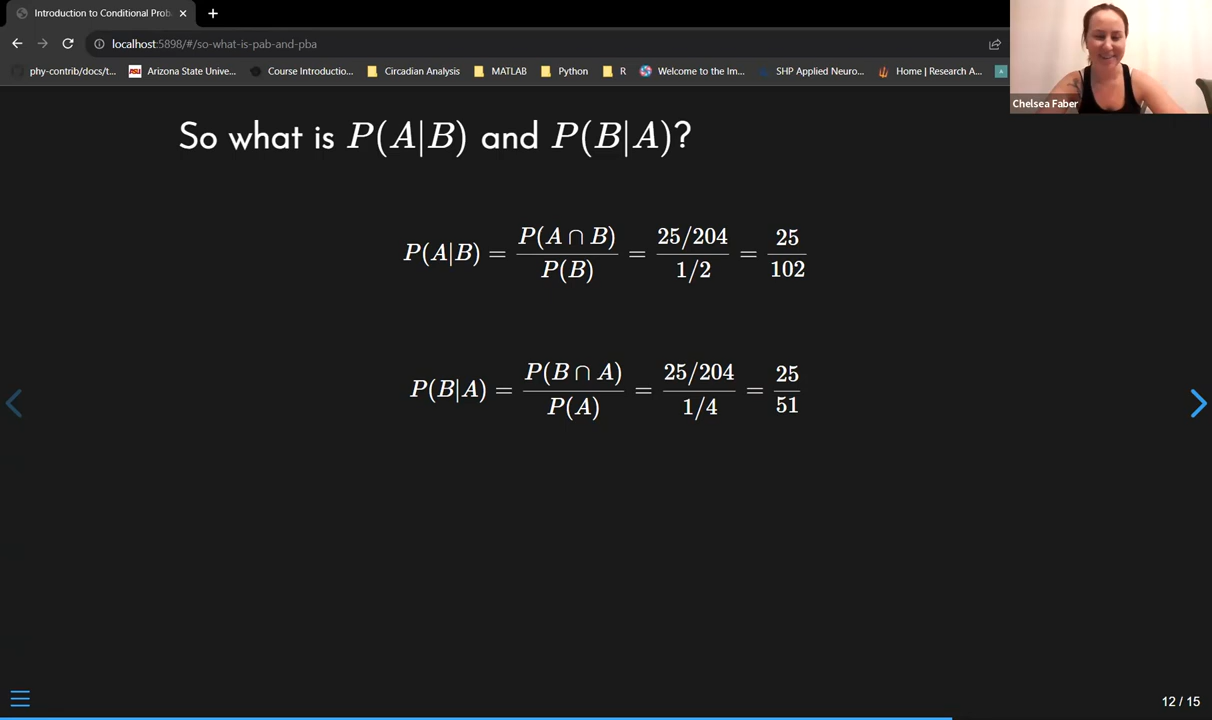 Introduction to Conditional Prob
localhost:5898/#/so-what-is-pab-and-pba
phy-contrib/docs/t... Arizona State Unive... Course Introductio... Circadian Analysis MATLAB Python R Welcome to the Im... SHP Applied Neuro... Home | Research A... A
Chelsea Faber
So what is P(A|B) and P(B|A)?
P(A|B) = P(A ∩ B) / P(B) = 25/204 / 1/2 = 25 / 102
P(B|A) = P(B ∩ A) / P(A) = 25/204 / 1/4 = 25 / 51
12 / 15